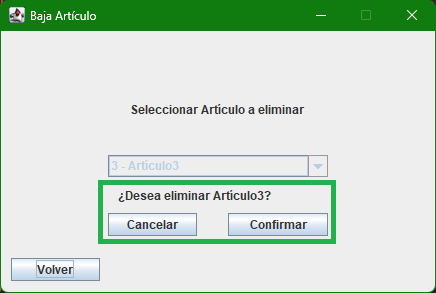 Baja Artículo
Seleccionar Artículo a eliminar
3 - Artículo3
¿Desea eliminar Artículo3?
Cancelar Confirmar
Volver